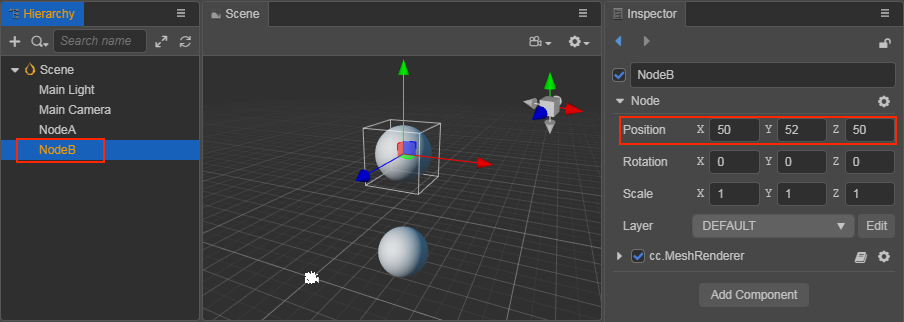 Hierarchy
Search name
Scene
Main Light
Main Camera
NodeA
NodeB
Scene
Inspector
NodeB
Node
Position X 50 Y 52 Z 50
Rotation X 0 Y 0 Z 0
Scale X 1 Y 1 Z 1
Layer DEFAULT Edit
cc.MeshRenderer
Add Component